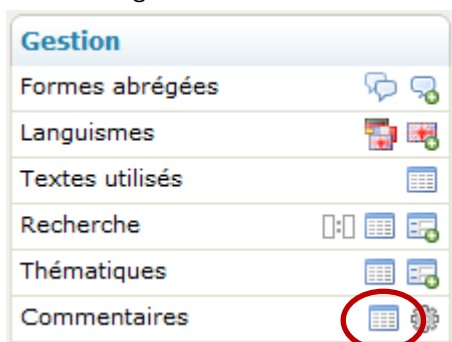 Gestion
Formes abrégées
Languismes
Textes utilisés
Recherche
Thématiques
Commentaires